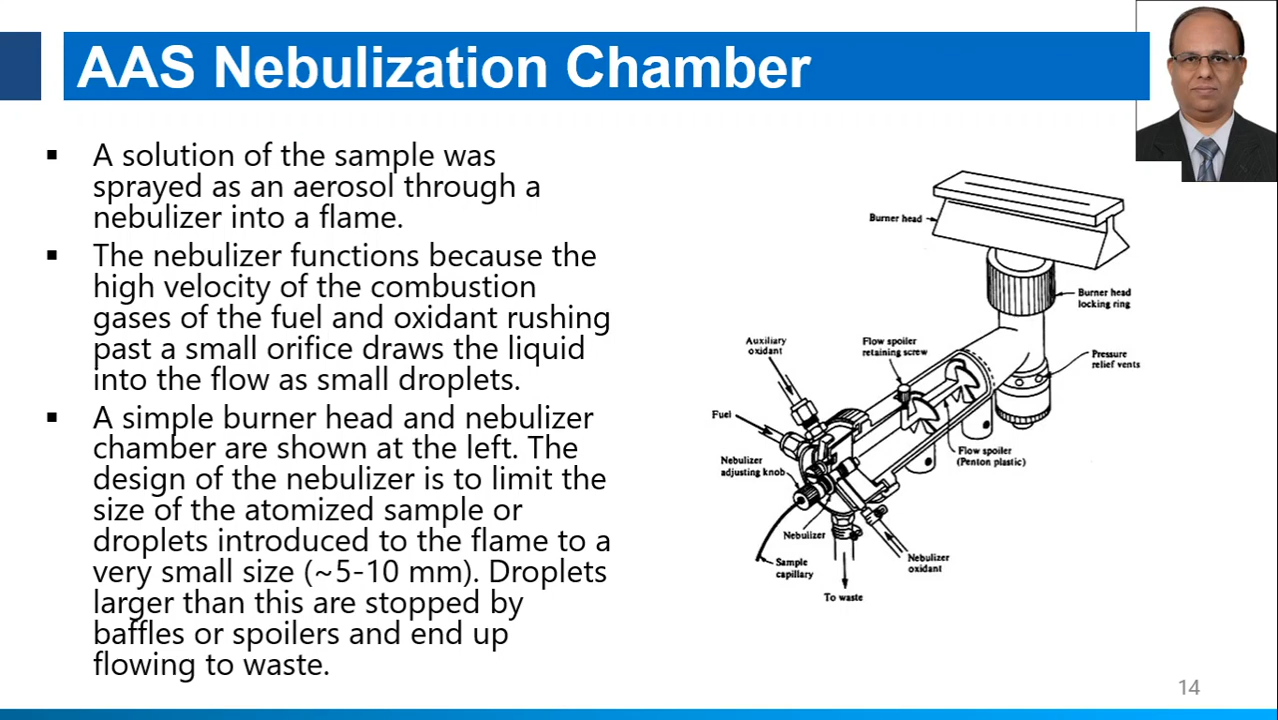 AAS Nebulization Chamber
▪ A solution of the sample was
sprayed as an aerosol through a
nebulizer into a flame.
▪ The nebulizer functions because the
high velocity of the combustion
gases of the fuel and oxidant rushing
past a small orifice draws the liquid
into the flow as small droplets.
▪ A simple burner head and nebulizer
chamber are shown at the left. The
design of the nebulizer is to limit the
size of the atomized sample or
droplets introduced to the flame to a
very small size (~5-10 mm). Droplets
larger than this are stopped by
baffles or spoilers and end up
flowing to waste.
Burner head
Burner head
locking ring
Auxiliary
oxidant
Flow spoiler
retaining screw
Pressure
relief vents
Fuel
Nebulizer
adjusting knob
Flow spoiler
(Penton plastic)
Nebulizer
Sample
capillary
Nebulizer
oxidant
To waste
14